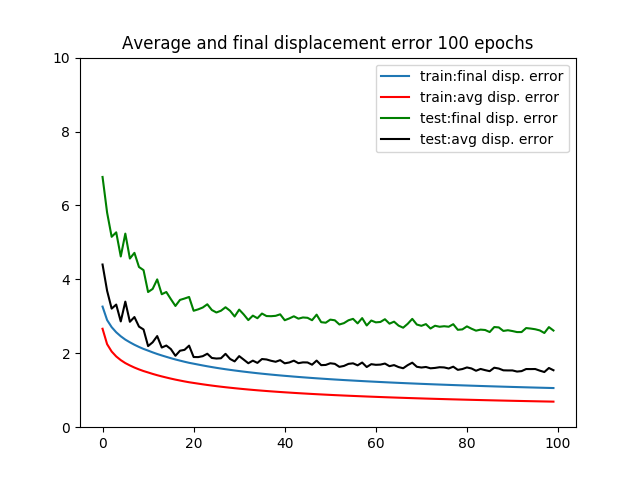 Average and final displacement error 100 epochs
train:final disp. error
train:avg disp. error
test:final disp. error
test:avg disp. error
10
8
6
4
2
0
0 20 40 60 80 100